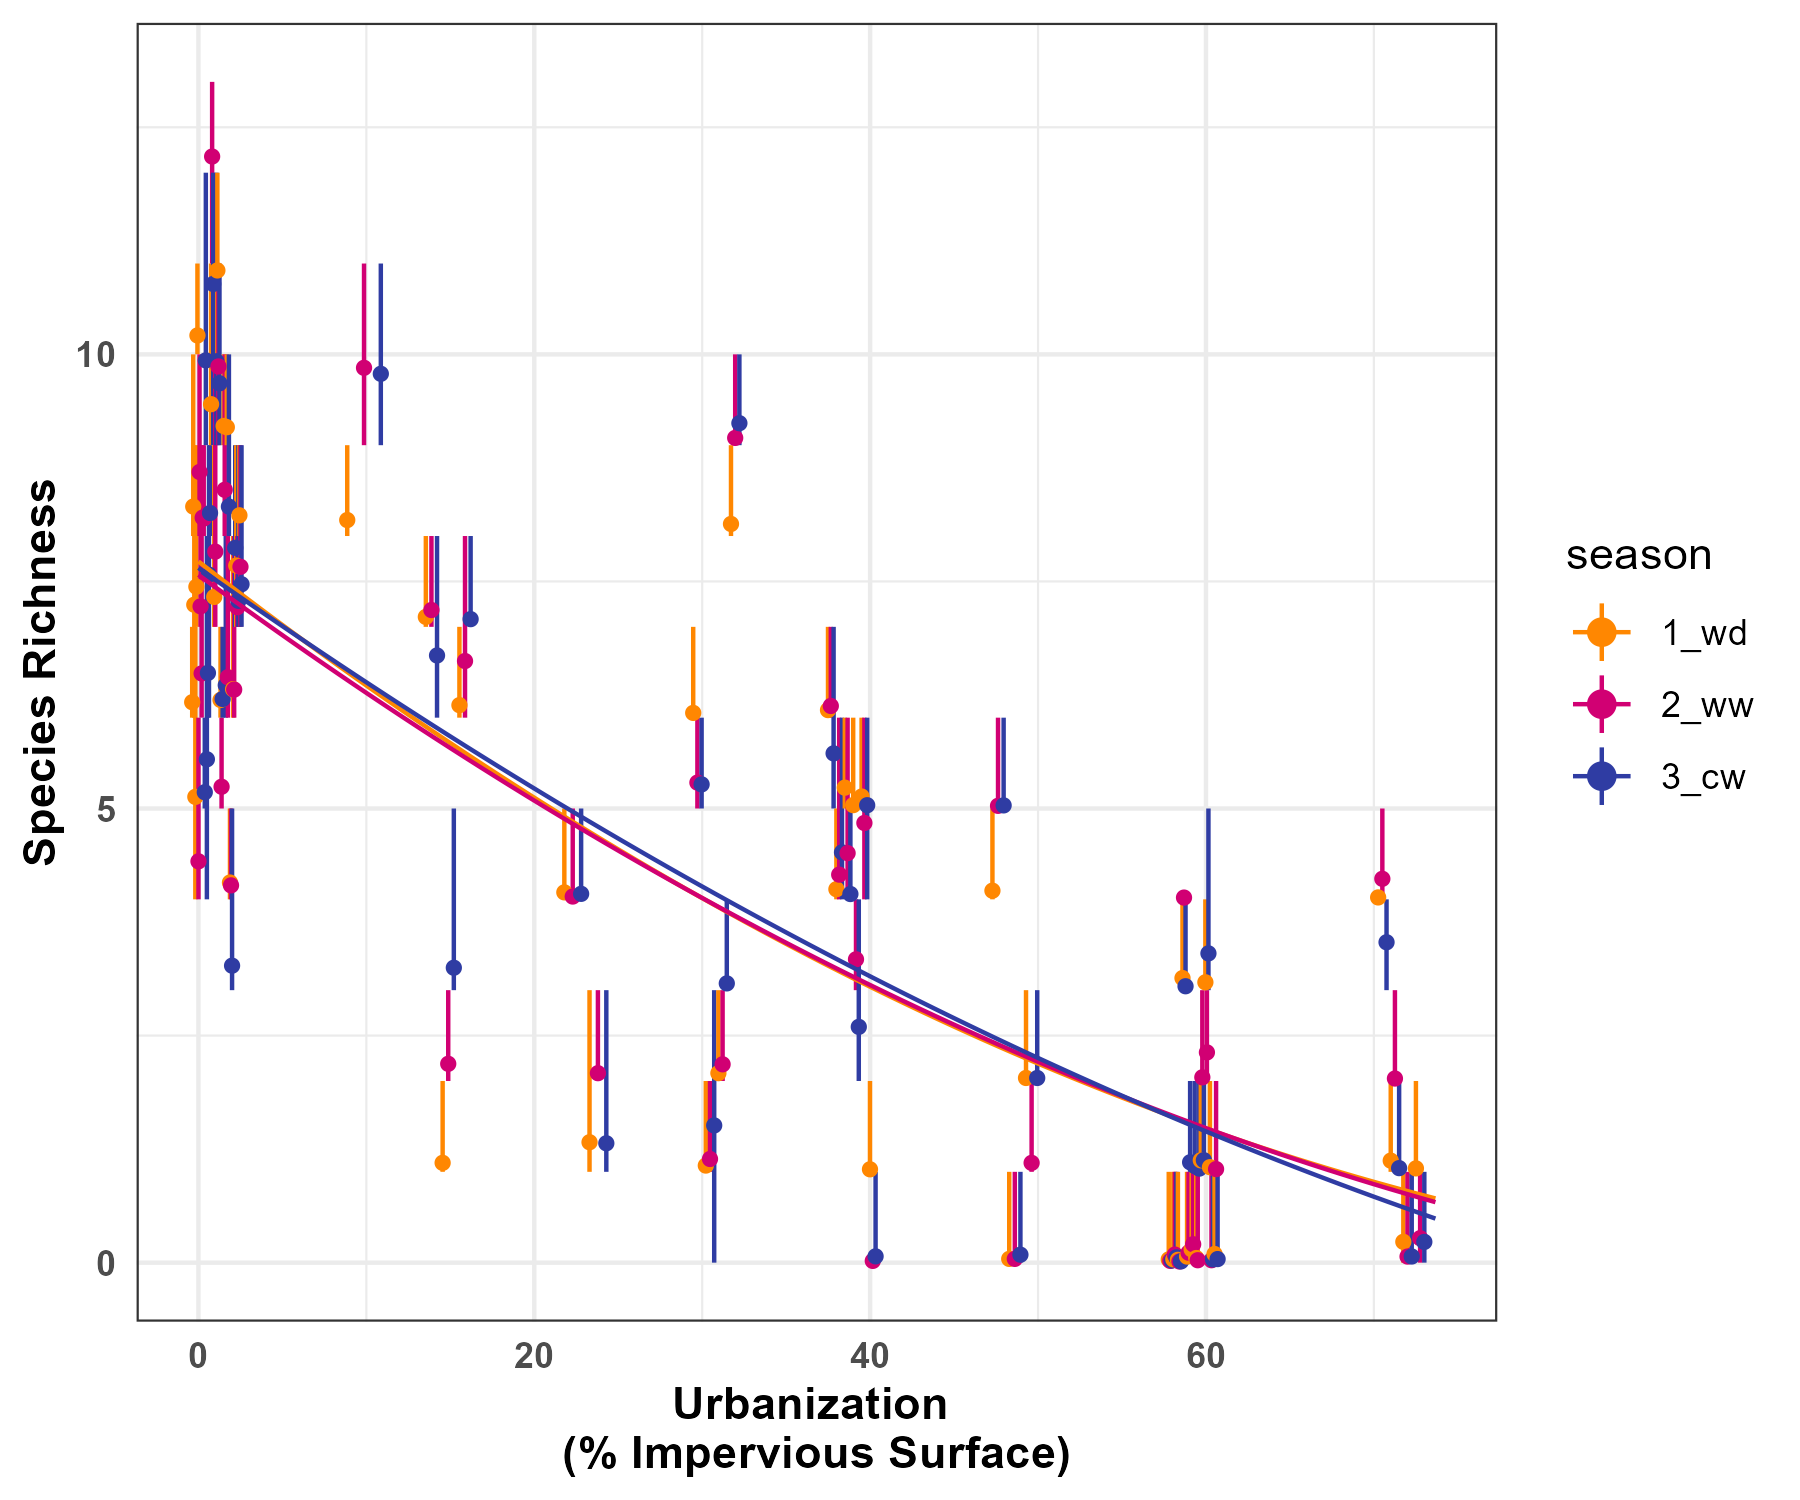 10
5
0
Species Richness
0 20 40 60
Urbanization
(% Impervious Surface)
season
1_wd
2_ww
3_cw